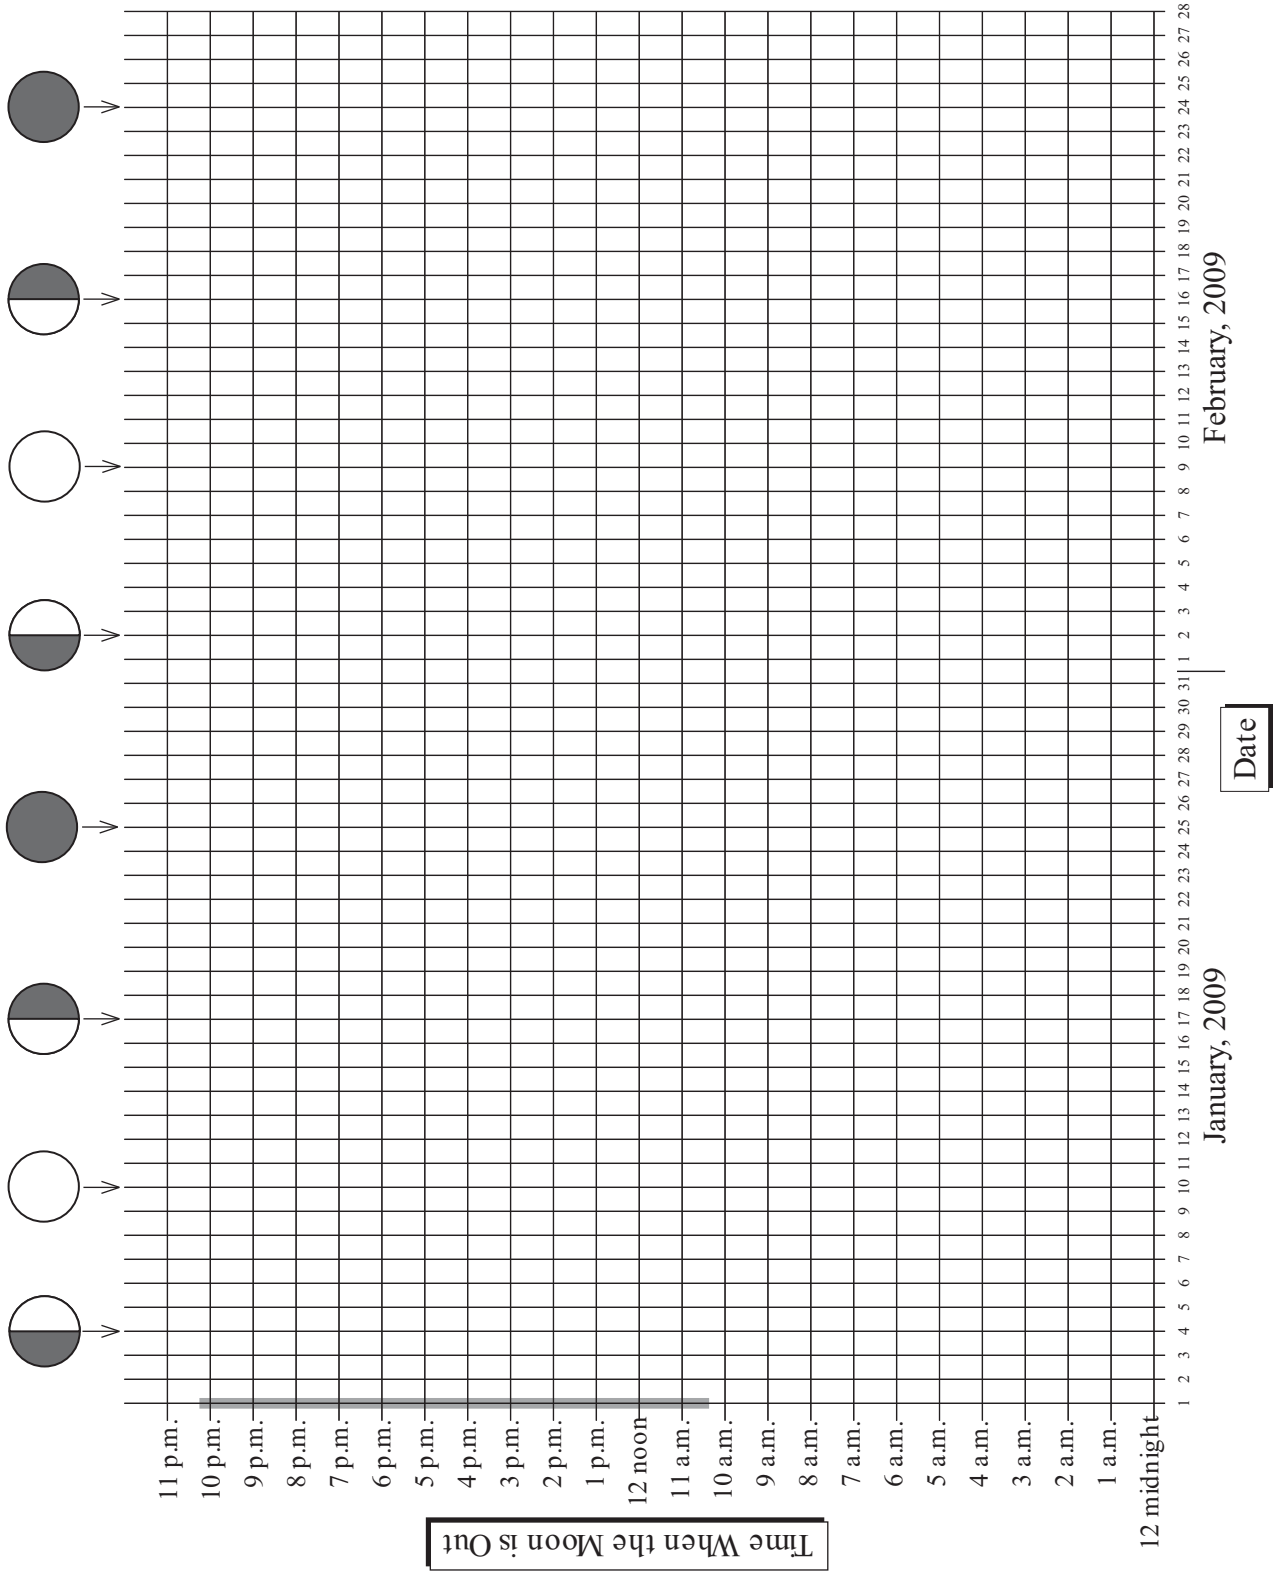 Time When the Moon is Out
11 p.m.
10 p.m.
9 p.m.
8 p.m.
7 p.m.
6 p.m.
5 p.m.
4 p.m.
3 p.m.
2 p.m.
1 p.m.
12 noon
11 a.m.
10 a.m.
9 a.m.
8 a.m.
7 a.m.
6 a.m.
5 a.m.
4 a.m.
3 a.m.
2 a.m.
1 a.m.
12 midnight
1 2 3 4 5 6 7 8 9 10 11 12 13 14 15 16 17 18 19 20 21 22 23 24 25 26 27 28 29 30 31 1 2 3 4 5 6 7 8 9 10 11 12 13 14 15 16 17 18 19 20 21 22 23 24 25 26 27 28
January, 2009 February, 2009
Date